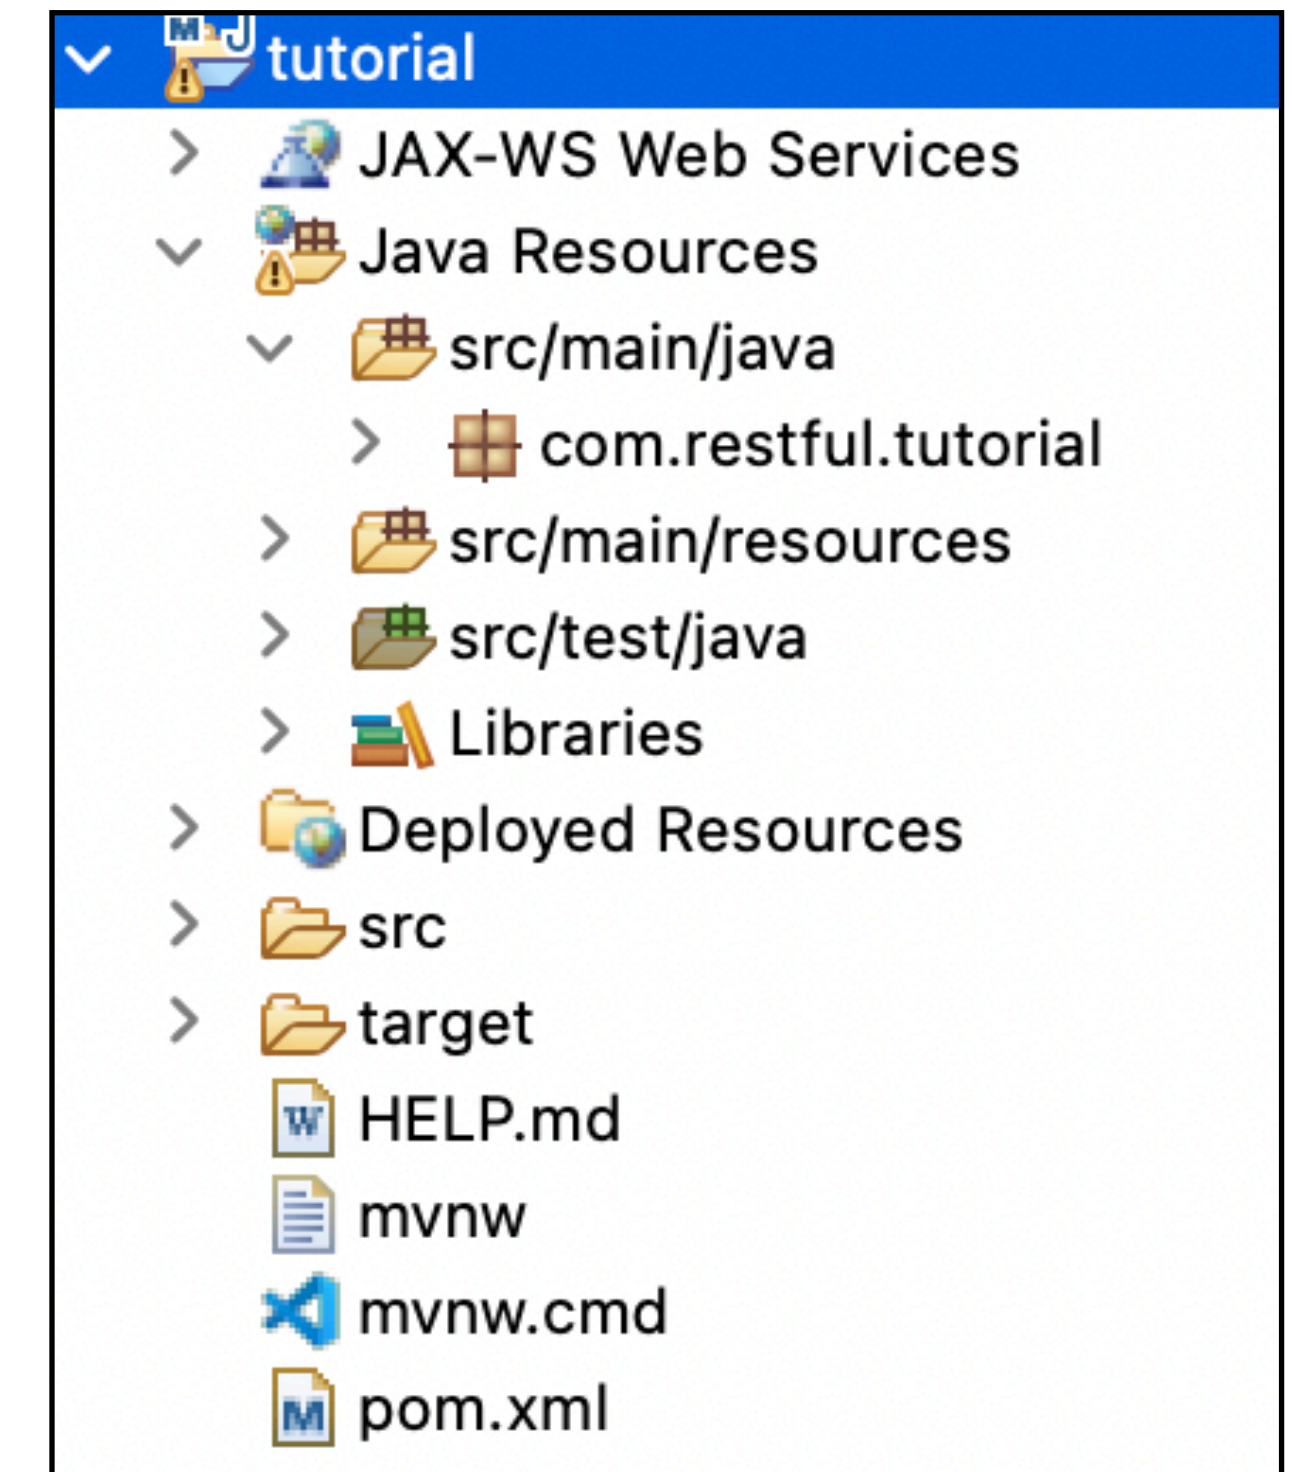 tutorial
JAX-WS Web Services
Java Resources
src/main/java
com.restful.tutorial
src/main/resources
src/test/java
Libraries
Deployed Resources
src
target
HELP.md
mvnw
mvnw.cmd
pom.xml